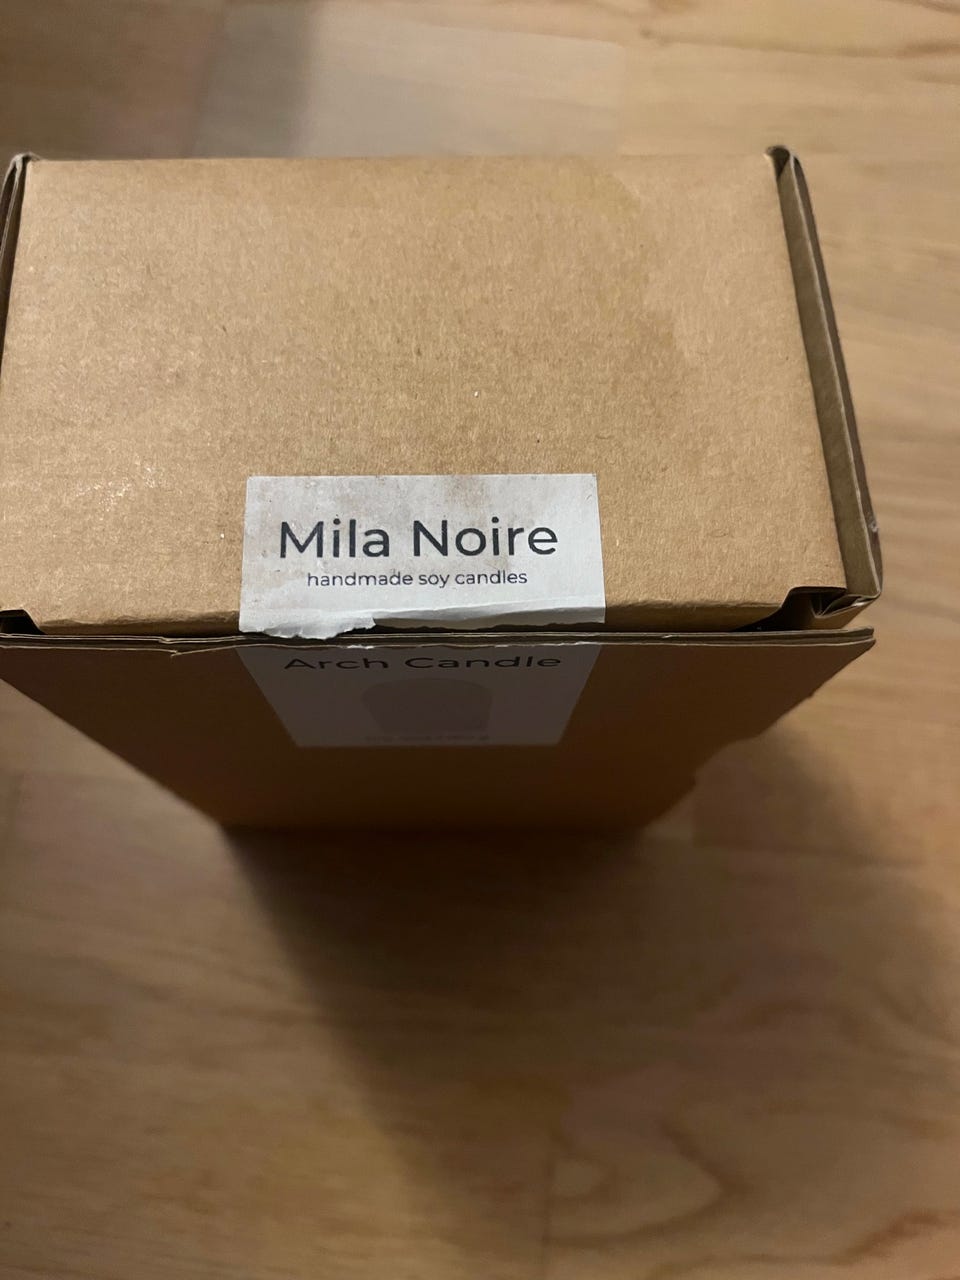 Mila Noire
handmade soy candles
Arch Candle